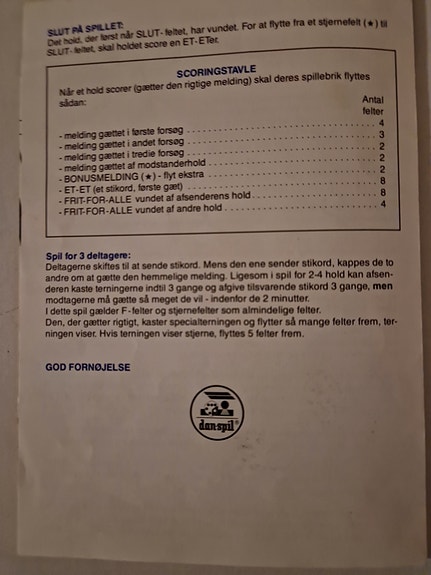 SLUT PÅ SPILLET:
Det hold, der først når SLUT-feltet, har vundet. For at flytte fra et stjernefelt (★) til
SLUT-feltet, skal holdet score en ET-ETer.
SCORINGSTAVLE
Når et hold scorer (gætter den rigtige melding) skal deres spillebrik flyttes
sådan:
Antal
felter
- melding gættet i første forsøg 4
- melding gættet i andet forsøg 3
- melding gættet i tredie forsøg 2
- melding gættet af modstanderhold 2
- BONUSMELDING (★) - flyt ekstra 2
- ET-ET (et stikord, første gæt) 8
- FRIT-FOR-ALLE vundet af afsenderens hold 8
- FRIT-FOR-ALLE vundet af andre hold 4
Spil for 3 deltagere:
Deltagerne skiftes til at sende stikord. Mens den ene sender stikord, kappes de to
andre om at gætte den hemmelige melding. Ligesom i spil for 2-4 hold kan afsen-
deren kaste terningerne indtil 3 gange og afgive tilsvarende stikord 3 gange, men
modtagerne må gætte så meget de vil - indenfor de 2 minutter.
I dette spil gælder F-felter og stjernefelter som almindelige felter.
Den, der gætter rigtigt, kaster specialterningen og flytter så mange felter frem, ter-
ningen viser. Hvis terningen viser stjerne, flyttes 5 felter frem.
GOD FORNØJELSE
dan-spil®